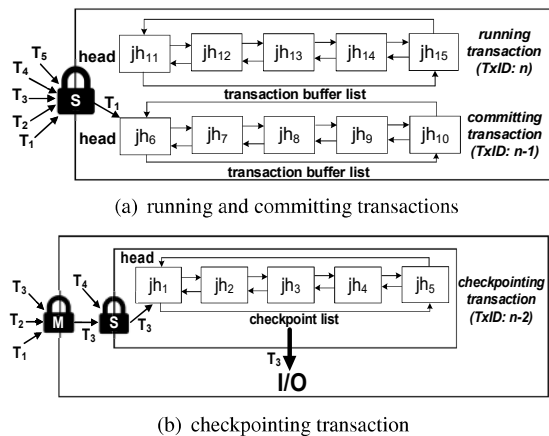 T5
T4
T3
T2
T1
S
T1
head
jh11
jh12
jh13
jh14
jh15
running
transaction
(TxID: n)
transaction buffer list
head
jh6
jh7
jh8
jh9
jh10
committing
transaction
(TxID: n-1)
transaction buffer list
(a) running and committing transactions
T3
T2
T1
M
T3
T4
S
T3
head
jh1
jh2
jh3
jh4
jh5
checkpointing
transaction
(TxID: n-2)
checkpoint list
T3
I/O
(b) checkpointing transaction